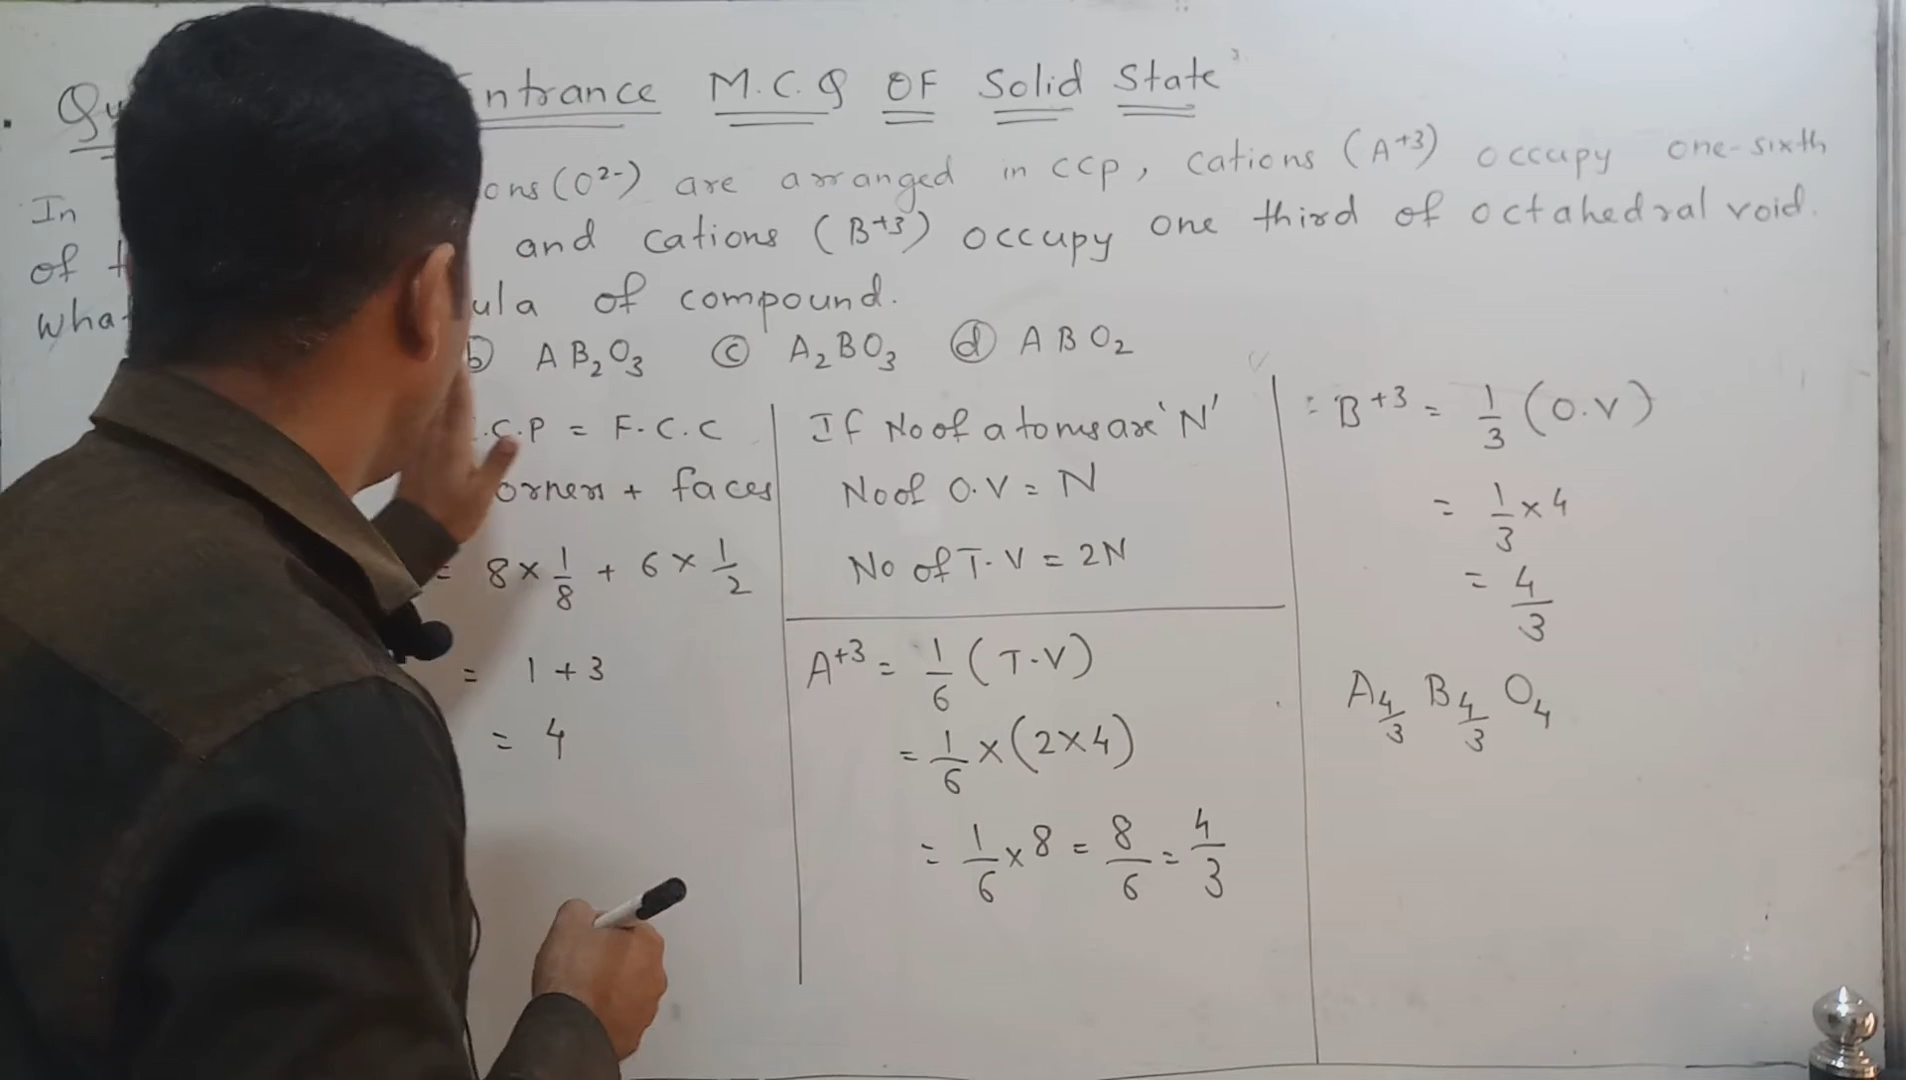 ntrance M.C.Q OF Solid State
In ons (O²⁻) are arranged in ccp, cations (A⁺³) occupy one-sixth
of and cations (B⁺³) occupy one third of octahedral void.
what ula of compound.
b) AB₂O₃ ⓒ A₂BO₃ ⓓ ABO₂
.C.P = F.C.C
orners + faces
= 8 × 1/8 + 6 × 1/2
= 1 + 3
= 4
If No of atoms are 'N'
No of O.V = N
No of T.V = 2N
A⁺³ = 1/6 (T.V)
= 1/6 × (2×4)
= 1/6 × 8 = 8/6 = 4/3
: B⁺³ = 1/3 (O.V)
= 1/3 × 4
= 4/3
A4/3 B4/3 O₄